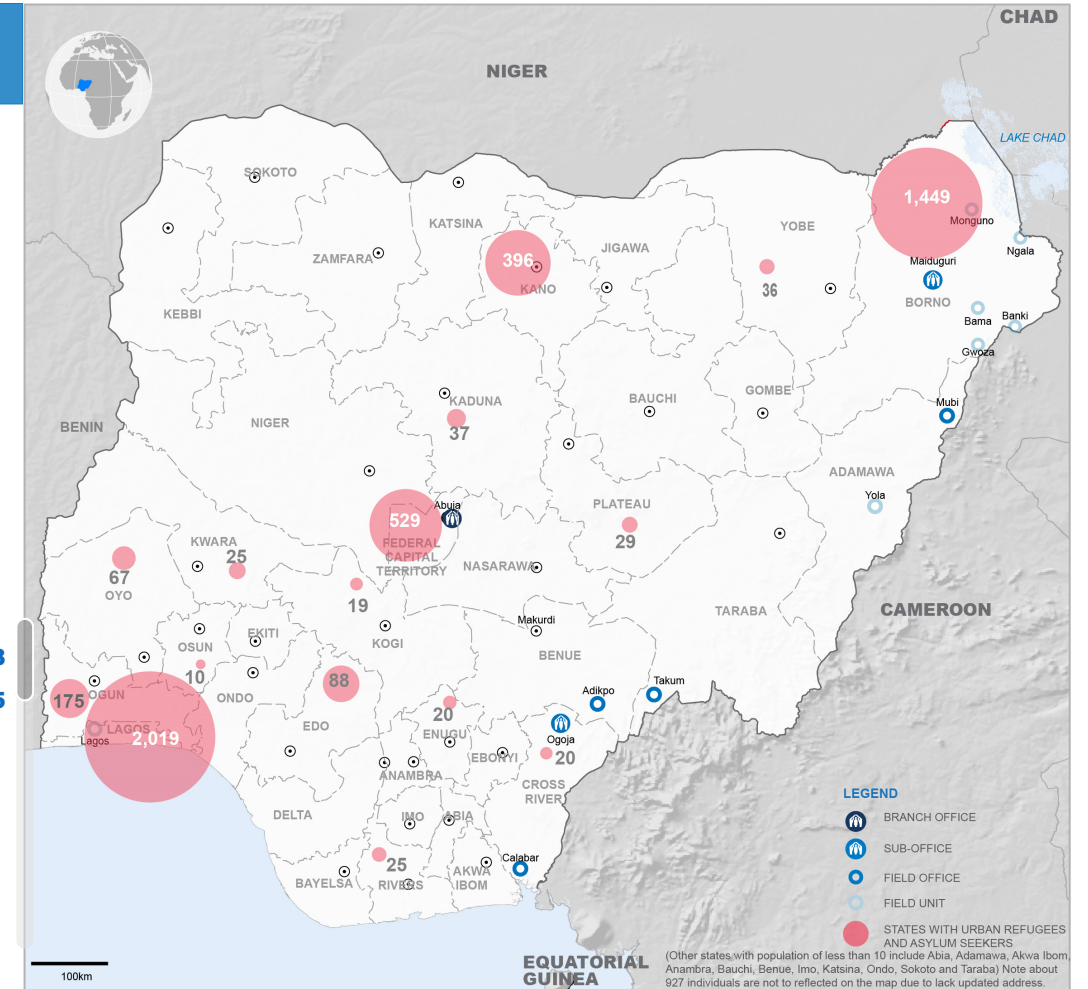 CHAD
NIGER
LAKE CHAD
SOKOTO
1,449
Monguno
KATSINA
YOBE
Ngala
ZAMFARA
396
JIGAWA
Maiduguri
KANO
36
BORNO
KEBBI
Bama
Banki
Gwoza
KADUNA
BAUCHI
GOMBE
Mubi
BENIN
NIGER
37
ADAMAWA
Abuja
Yola
529
PLATEAU
KWARA
FEDERAL
CAPITAL
TERRITORY
25
29
NASARAWA
67
OYO
19
TARABA
CAMEROON
Makurdi
EKITI
OSUN
KOGI
BENUE
3
10
88
Takum
Adikpo
175
OGUN
ONDO
5
20
EDO
LAGOS
Lagos
2,019
ENUGU
Ogoja
EBONYI
20
ANAMBRA
CROSS
RIVER
LEGEND
DELTA
IMO
ABIA
BRANCH OFFICE
SUB-OFFICE
25
Calabar
AKWA
IBOM
FIELD OFFICE
BAYELSA
RIVERS
FIELD UNIT
STATES WITH URBAN REFUGEES
AND ASYLUM SEEKERS
EQUATORIAL
GUINEA
(Other states with population of less than 10 include Abia, Adamawa, Akwa Ibom,
Anambra, Bauchi, Benue, Imo, Katsina, Ondo, Sokoto and Taraba) Note about
927 individuals are not to reflected on the map due to lack updated address.
100km